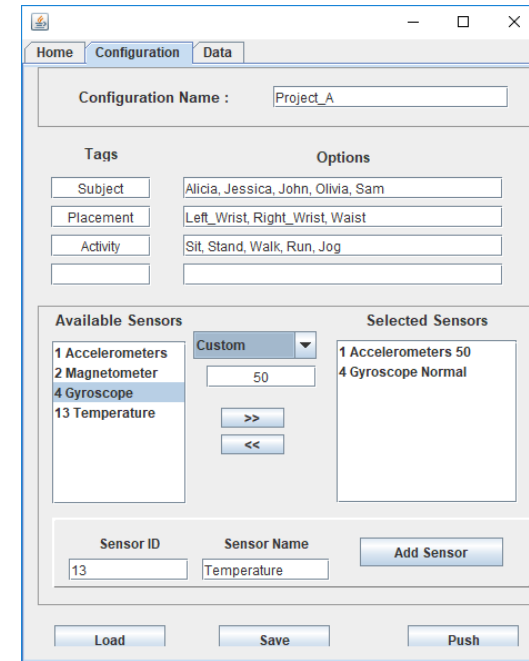 Home Configuration Data
Configuration Name : Project_A
Tags Options
Subject Alicia, Jessica, John, Olivia, Sam
Placement Left_Wrist, Right_Wrist, Waist
Activity Sit, Stand, Walk, Run, Jog
Available Sensors
1 Accelerometers
2 Magnetometer
4 Gyroscope
13 Temperature
Custom
50
>>
<<
Selected Sensors
1 Accelerometers 50
4 Gyroscope Normal
Sensor ID Sensor Name
13 Temperature
Add Sensor
Load Save Push